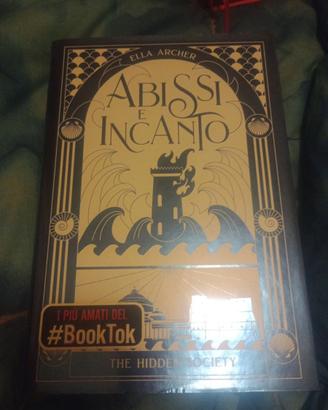 ELLA ARCHER
ABISSI
E
INCANTO
I PIÙ AMATI DEL
#BookTok
THE HIDDEN SOCIETY